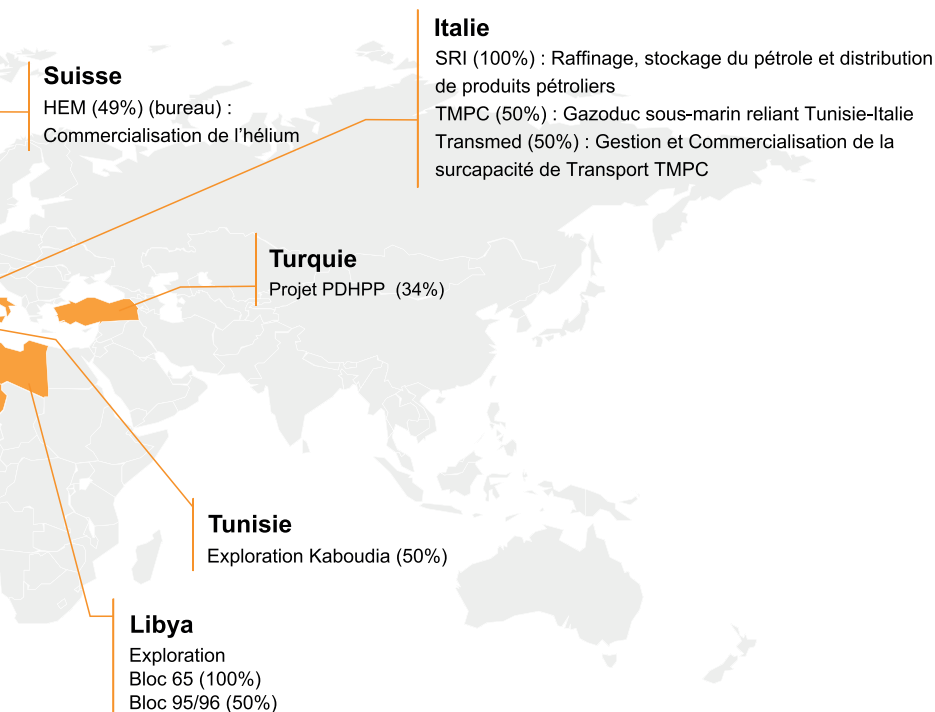 Italie
SRI (100%) : Raffinage, stockage du pétrole et distribution
de produits pétroliers
TMPC (50%) : Gazoduc sous-marin reliant Tunisie-Italie
Transmed (50%) : Gestion et Commercialisation de la
surcapacité de Transport TMPC
Suisse
HEM (49%) (bureau) :
Commercialisation de l'hélium
Turquie
Projet PDHPP (34%)
Tunisie
Exploration Kaboudia (50%)
Libya
Exploration
Bloc 65 (100%)
Bloc 95/96 (50%)